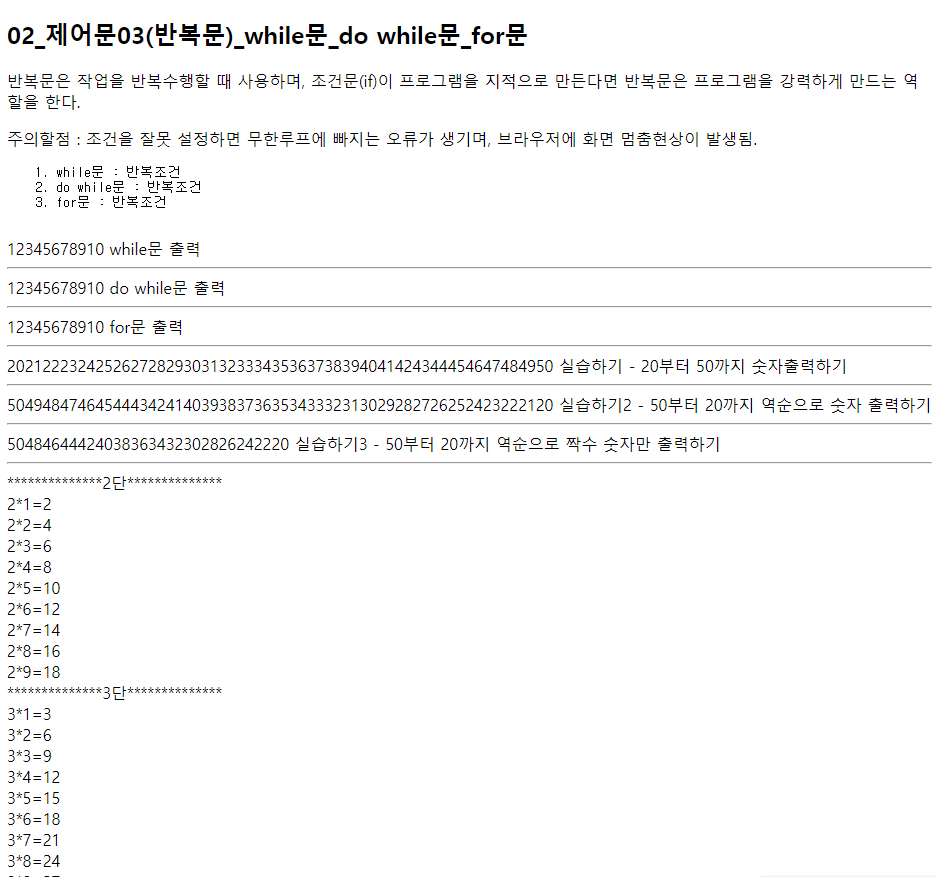 02_제어문03(반복문)_while문_do while문_for문
반복문은 작업을 반복수행할 때 사용하며, 조건문(if)이 프로그램을 지적으로 만든다면 반복문은 프로그램을 강력하게 만드는 역
할을 한다.
주의할점 : 조건을 잘못 설정하면 무한루프에 빠지는 오류가 생기며, 브라우저에 화면 멈춤현상이 발생됨.
1. while문 : 반복조건
2. do while문 : 반복조건
3. for문 : 반복조건
12345678910 while문 출력
12345678910 do while문 출력
12345678910 for문 출력
20212223242526272829303132333435363738394041424344454647484950 실습하기 - 20부터 50까지 숫자출력하기
50494847464544434241403938373635343332313029282726252423222120 실습하기2 - 50부터 20까지 역순으로 숫자 출력하기
50484644424038363432302826242220 실습하기3 - 50부터 20까지 역순으로 짝수 숫자만 출력하기
**************2단**************
2*1=2
2*2=4
2*3=6
2*4=8
2*5=10
2*6=12
2*7=14
2*8=16
2*9=18
**************3단**************
3*1=3
3*2=6
3*3=9
3*4=12
3*5=15
3*6=18
3*7=21
3*8=24